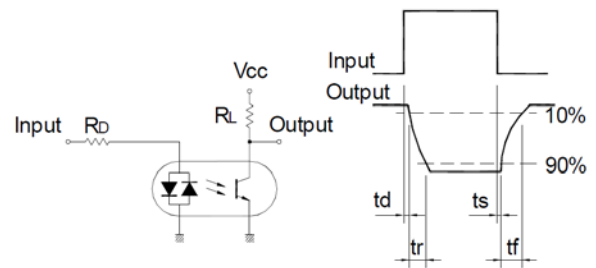 Vcc
RL
Input
RD
Output
Input
Output
10%
90%
td
ts
tr
tf